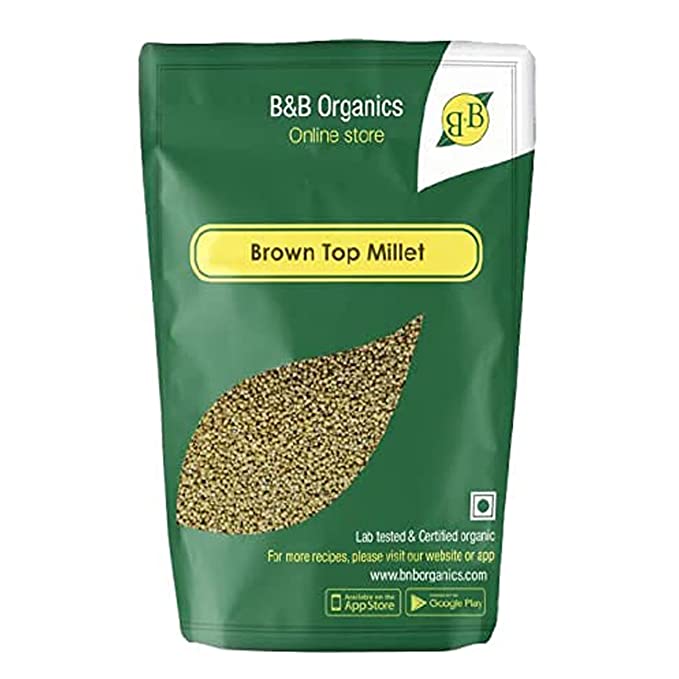 B&B Organics
Online store
B·B
Brown Top Millet
Lab tested & Certified organic
For more recipes, please visit our website or app
www.bnborganics.com
Available on the
App Store
Google Play